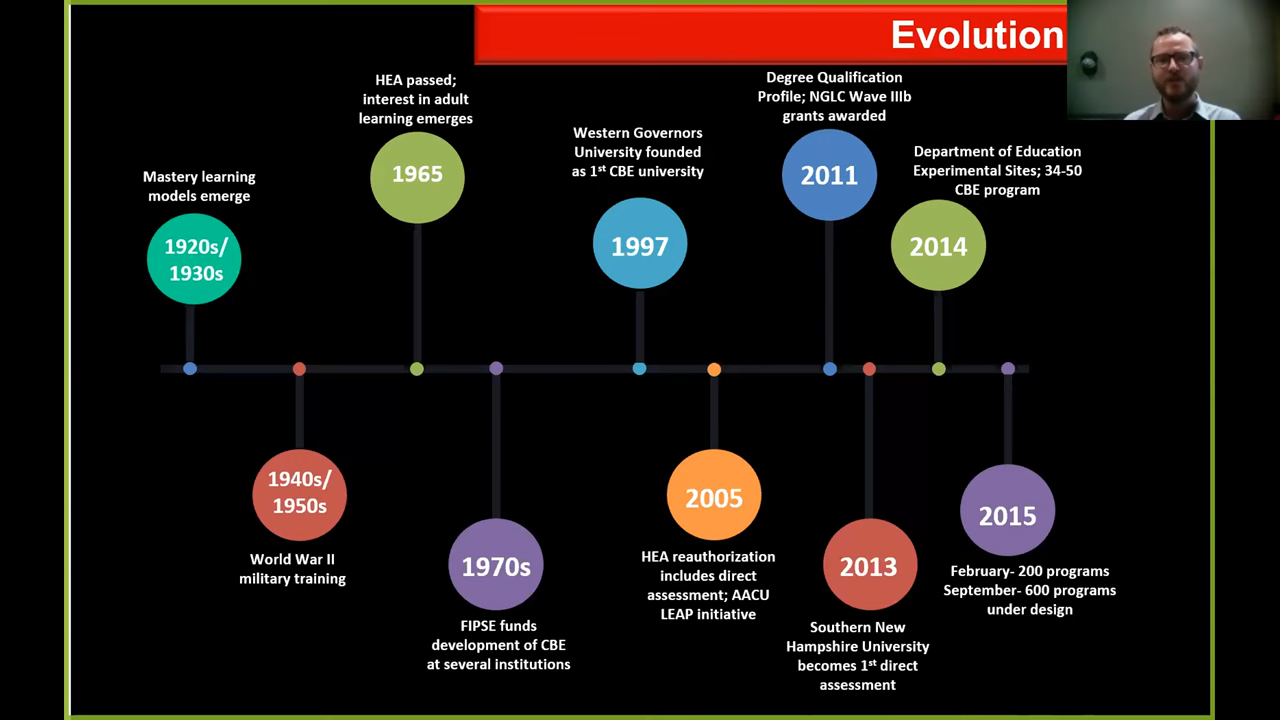 Evolution
HEA passed;
interest in adult
learning emerges
1965
Degree Qualification
Profile; NGLC Wave IIIb
grants awarded
2011
Western Governors
University founded
as 1st CBE university
1997
Department of Education
Experimental Sites; 34-50
CBE program
2014
Mastery learning
models emerge
1920s/
1930s
1940s/
1950s
World War II
military training
1970s
FIPSE funds
development of CBE
at several institutions
2005
HEA reauthorization
includes direct
assessment; AACU
LEAP initiative
2013
Southern New
Hampshire University
becomes 1st direct
assessment
2015
February- 200 programs
September- 600 programs
under design